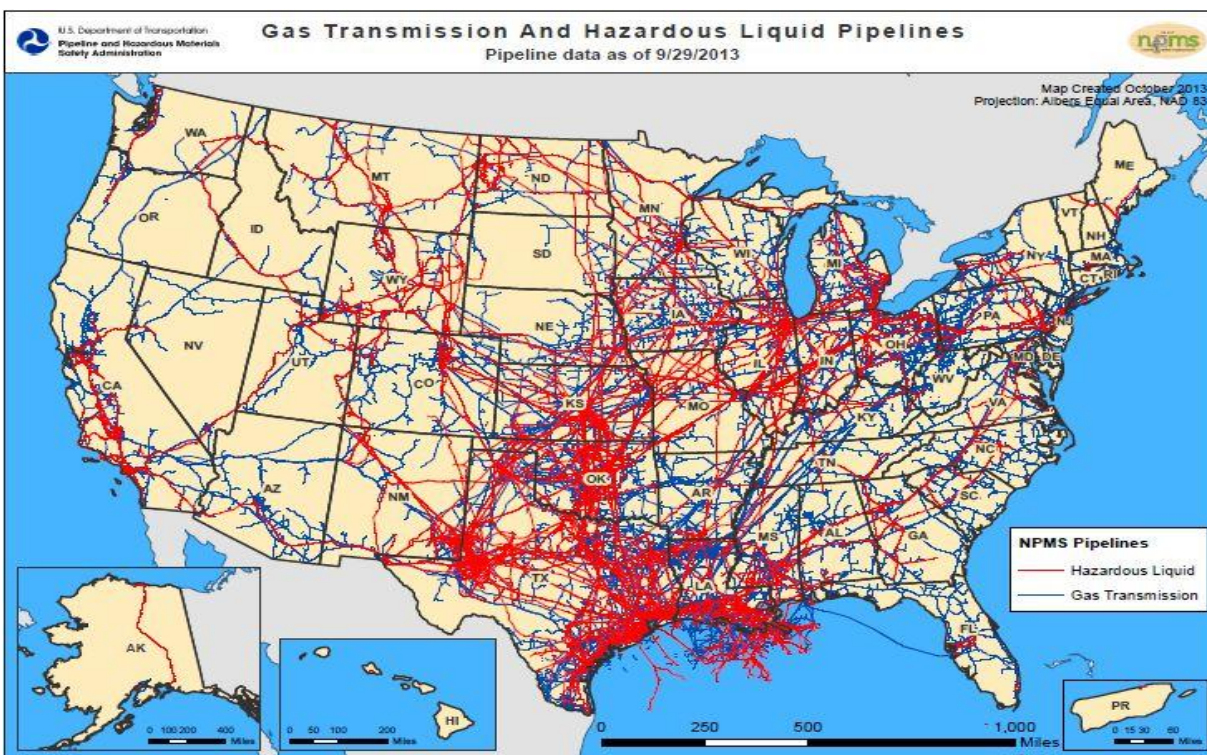 U.S. Department of Transportation
Pipeline and Hazardous Materials
Safety Administration
Gas Transmission And Hazardous Liquid Pipelines
Pipeline data as of 9/29/2013
npms
Map Created October 2013
Projection: Albers Equal Area, NAD 83
WA
MT
ND
MN
ME
OR
ID
SD
WI
MI
VT
NH
NY
MA
CT
RI
WY
NE
IA
PA
NJ
NV
UT
CO
IL
IN
OH
MD
DE
WV
CA
KS
MO
KY
VA
NC
TN
OK
AR
AZ
NM
SC
MS
AL
GA
TX
LA
FL
NPMS Pipelines
Hazardous Liquid
Gas Transmission
AK
0 100 200 400
Miles
HI
0 50 100 200
Miles
0 250 500 1,000
Miles
PR
0 15 30 60
Miles